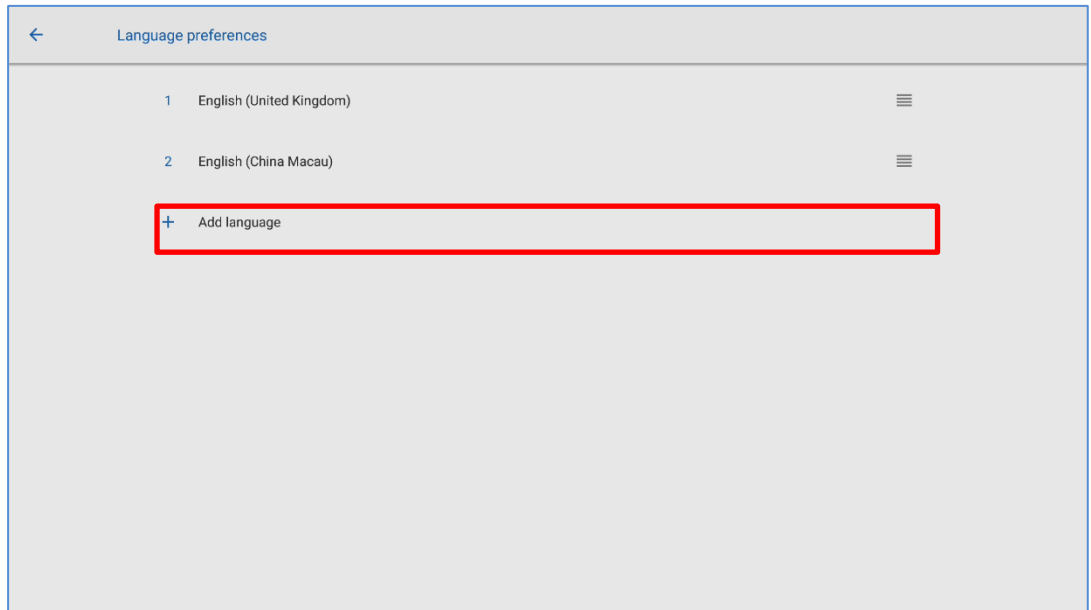 Language preferences
1 English (United Kingdom)
2 English (China Macau)
+ Add language